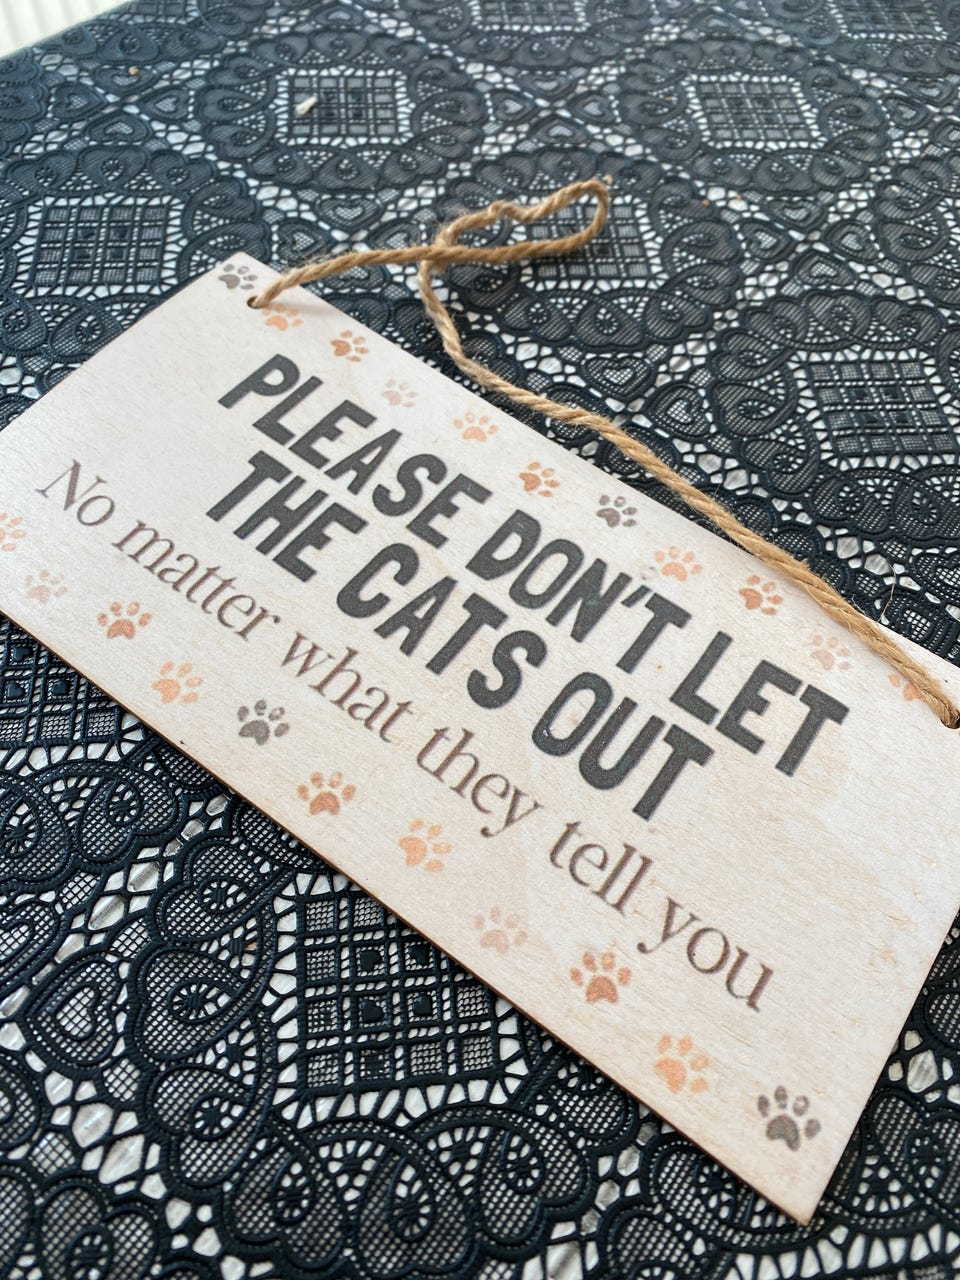 PLEASE DON'T LET
THE CATS OUT
No matter what they tell you